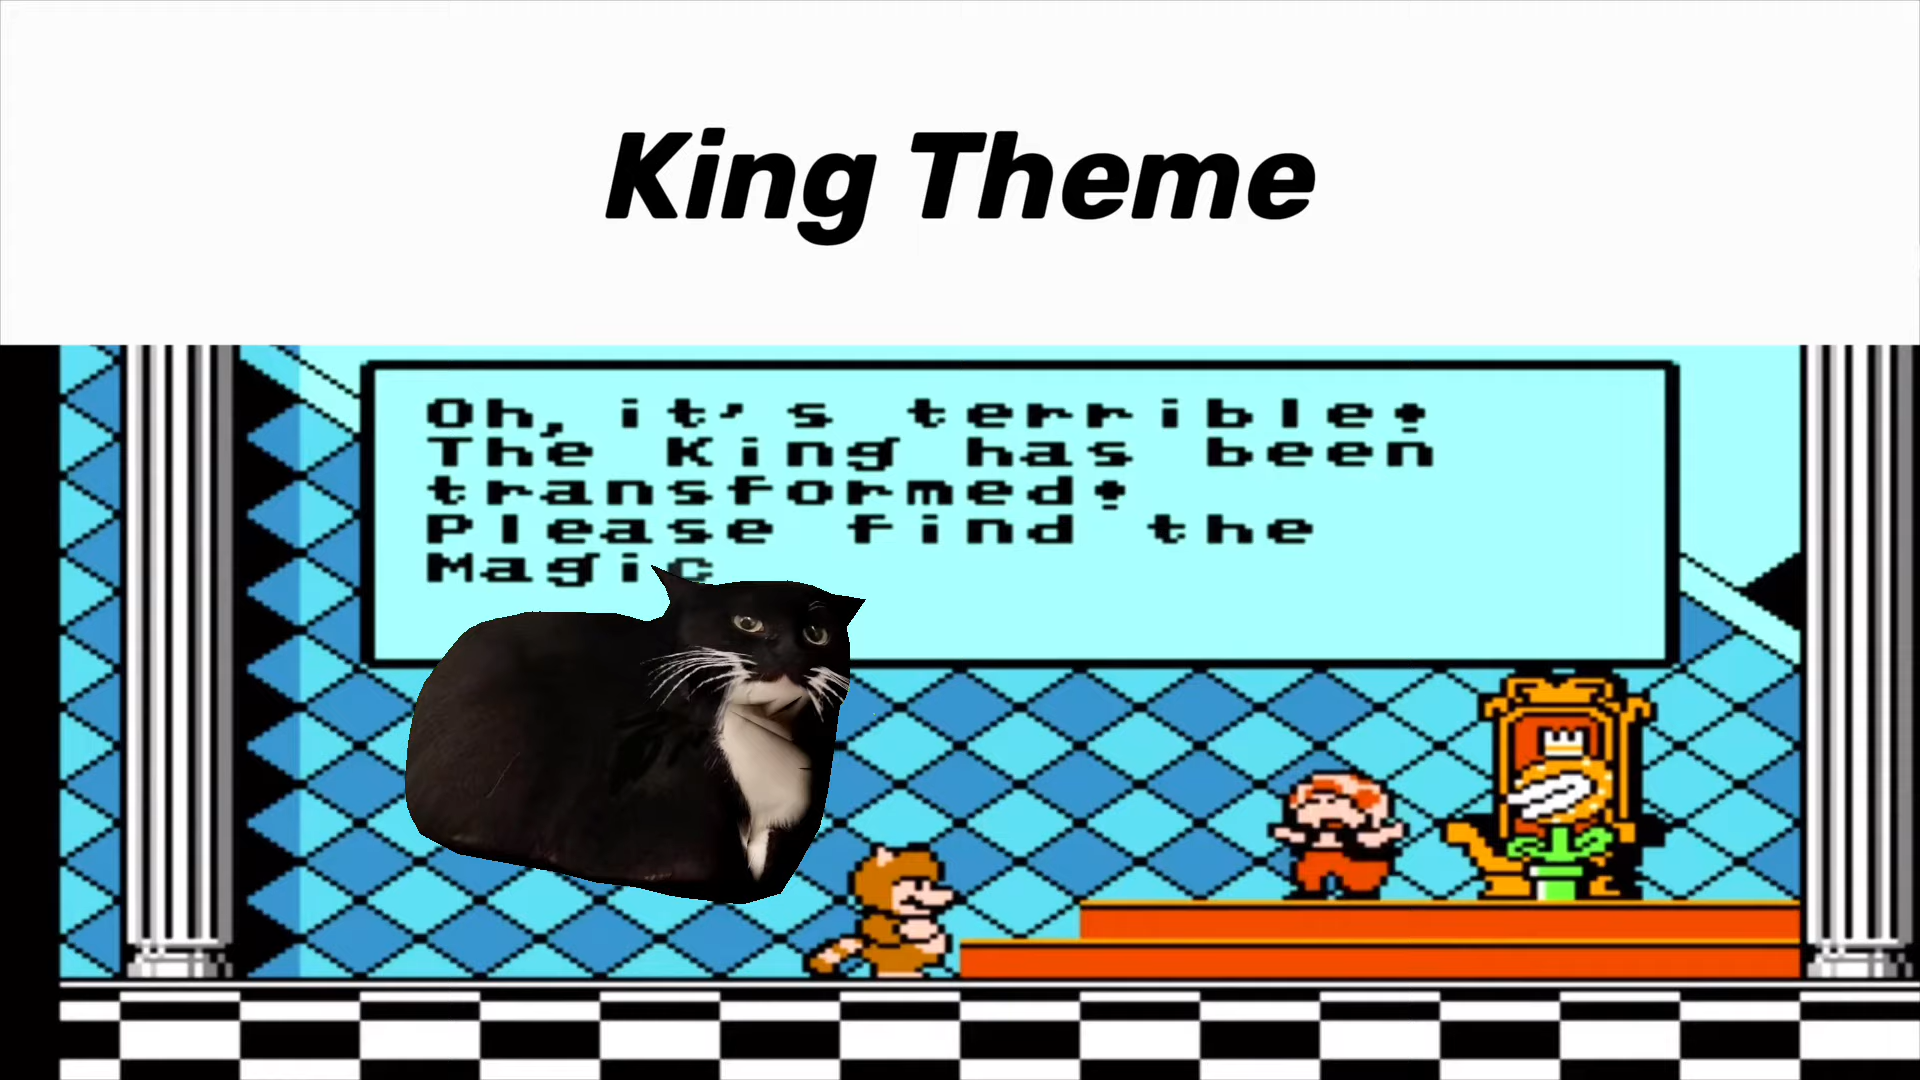 King Theme
Oh, it's terrible!
The King has been
transformed!
Please find the
Magic